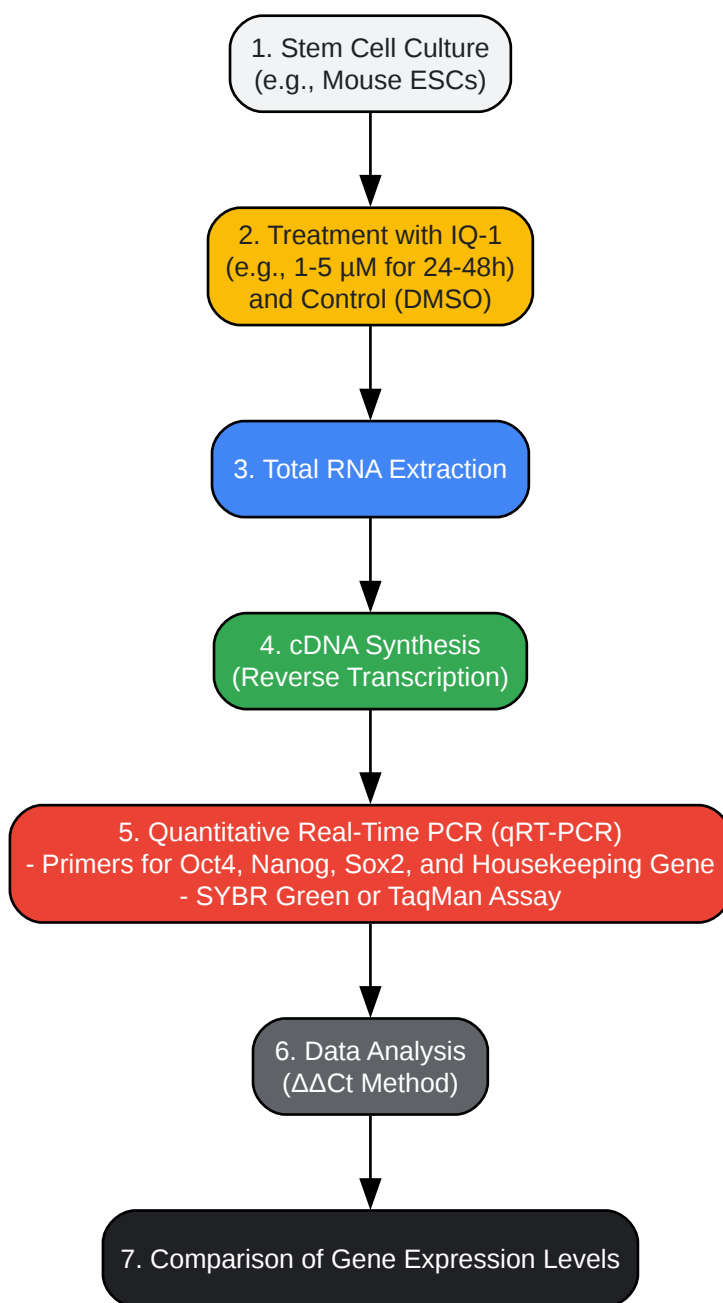 1. Stem Cell Culture
(e.g., Mouse ESCs)
2. Treatment with IQ-1
(e.g., 1-5 µM for 24-48h)
and Control (DMSO)
3. Total RNA Extraction
4. cDNA Synthesis
(Reverse Transcription)
5. Quantitative Real-Time PCR (qRT-PCR)
- Primers for Oct4, Nanog, Sox2, and Housekeeping Gene
- SYBR Green or TaqMan Assay
6. Data Analysis
(ΔΔCt Method)
7. Comparison of Gene Expression Levels